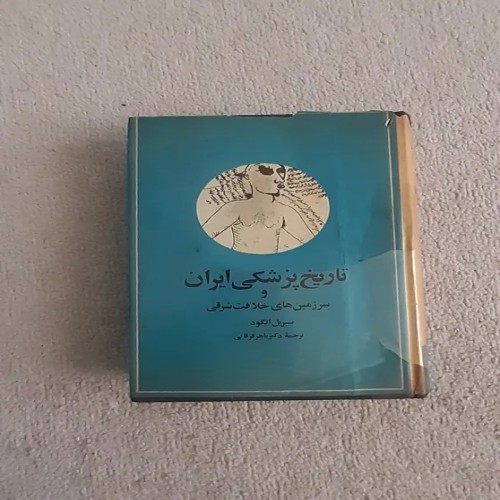 تاریخ پزشکی ایران
و
سرزمین‌های خلافت شرقی
سیریل الگود
ترجمهٔ دکتر باهر فرقانی